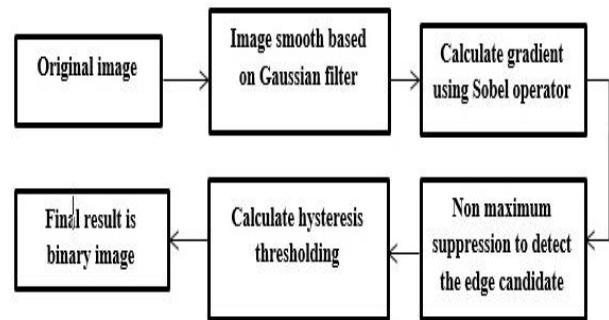 Original image
Image smooth based
on Gaussian filter
Calculate gradient
using Sobel operator
Non maximum
suppression to detect
the edge candidate
Calculate hysteresis
thresholding
Final result is
binary image